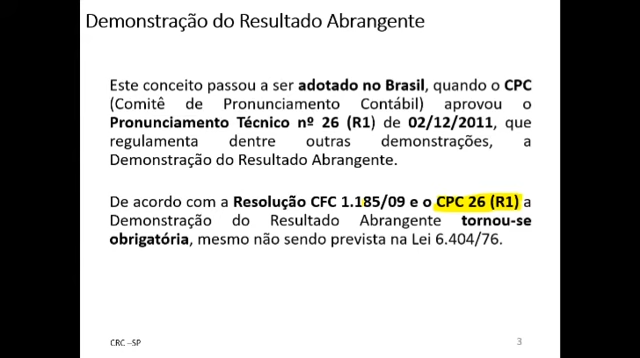 Demonstração do Resultado Abrangente
Este conceito passou a ser adotado no Brasil, quando o CPC
(Comitê de Pronunciamento Contábil) aprovou o
Pronunciamento Técnico nº 26 (R1) de 02/12/2011, que
regulamenta dentre outras demonstrações, a
Demonstração do Resultado Abrangente.
De acordo com a Resolução CFC 1.185/09 e o CPC 26 (R1) a
Demonstração do Resultado Abrangente tornou-se
obrigatória, mesmo não sendo prevista na Lei 6.404/76.
CRC –SP
3